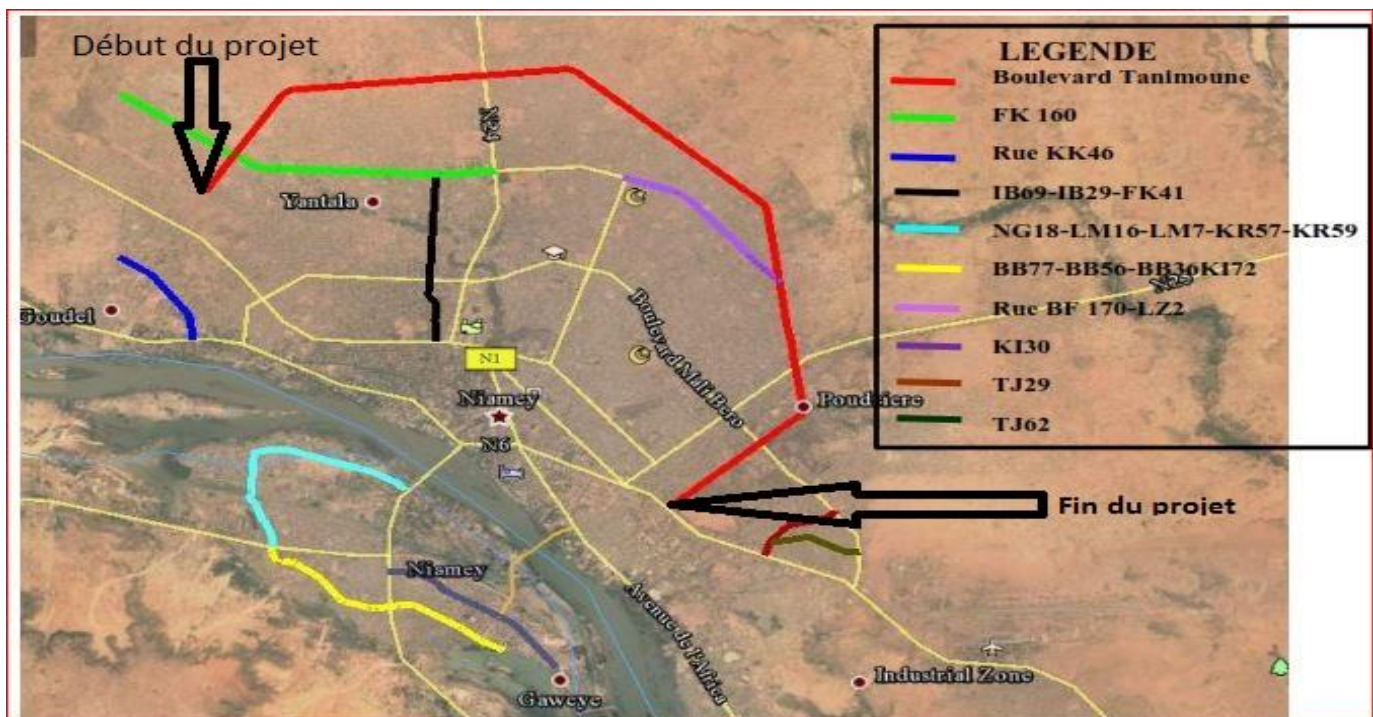 Début du projet
LEGENDE
Boulevard Tanimoune
FK 160
Rue KK46
IB69-IB29-FK41
NG18-LM16-LM7-KR57-KR59
BB77-BB56-BB36KI72
Rue BF 170-LZ2
KI30
TJ29
TJ62
N24
Yantala
N25
Goudel
Boulevard Mali Bero
N1
Niamey
Poudriere
N6
Fin du projet
Niamey
Avenue de l'Africa
Gaweye
Industrial Zone